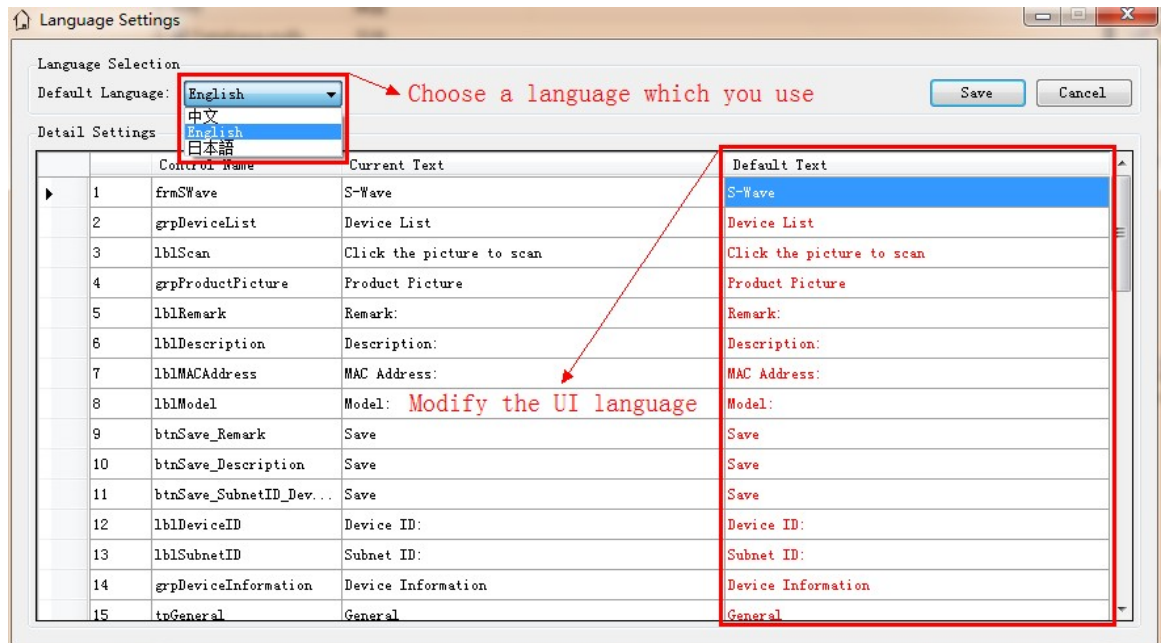 Language Settings
Language Selection
Default Language: English Choose a language which you use Save Cancel
中文
English
日本語
Detail Settings
Control Name Current Text Default Text
1 frmSWave S-Wave S-Wave
2 grpDeviceList Device List Device List
3 lblScan Click the picture to scan Click the picture to scan
4 grpProductPicture Product Picture Product Picture
5 lblRemark Remark: Remark:
6 lblDescription Description: Description:
7 lblMACAddress MAC Address: MAC Address:
8 lblModel Model: Modify the UI language Model:
9 btnSave_Remark Save Save
10 btnSave_Description Save Save
11 btnSave_SubnetID_Dev... Save Save
12 lblDeviceID Device ID: Device ID:
13 lblSubnetID Subnet ID: Subnet ID:
14 grpDeviceInformation Device Information Device Information
15 tpGeneral General General